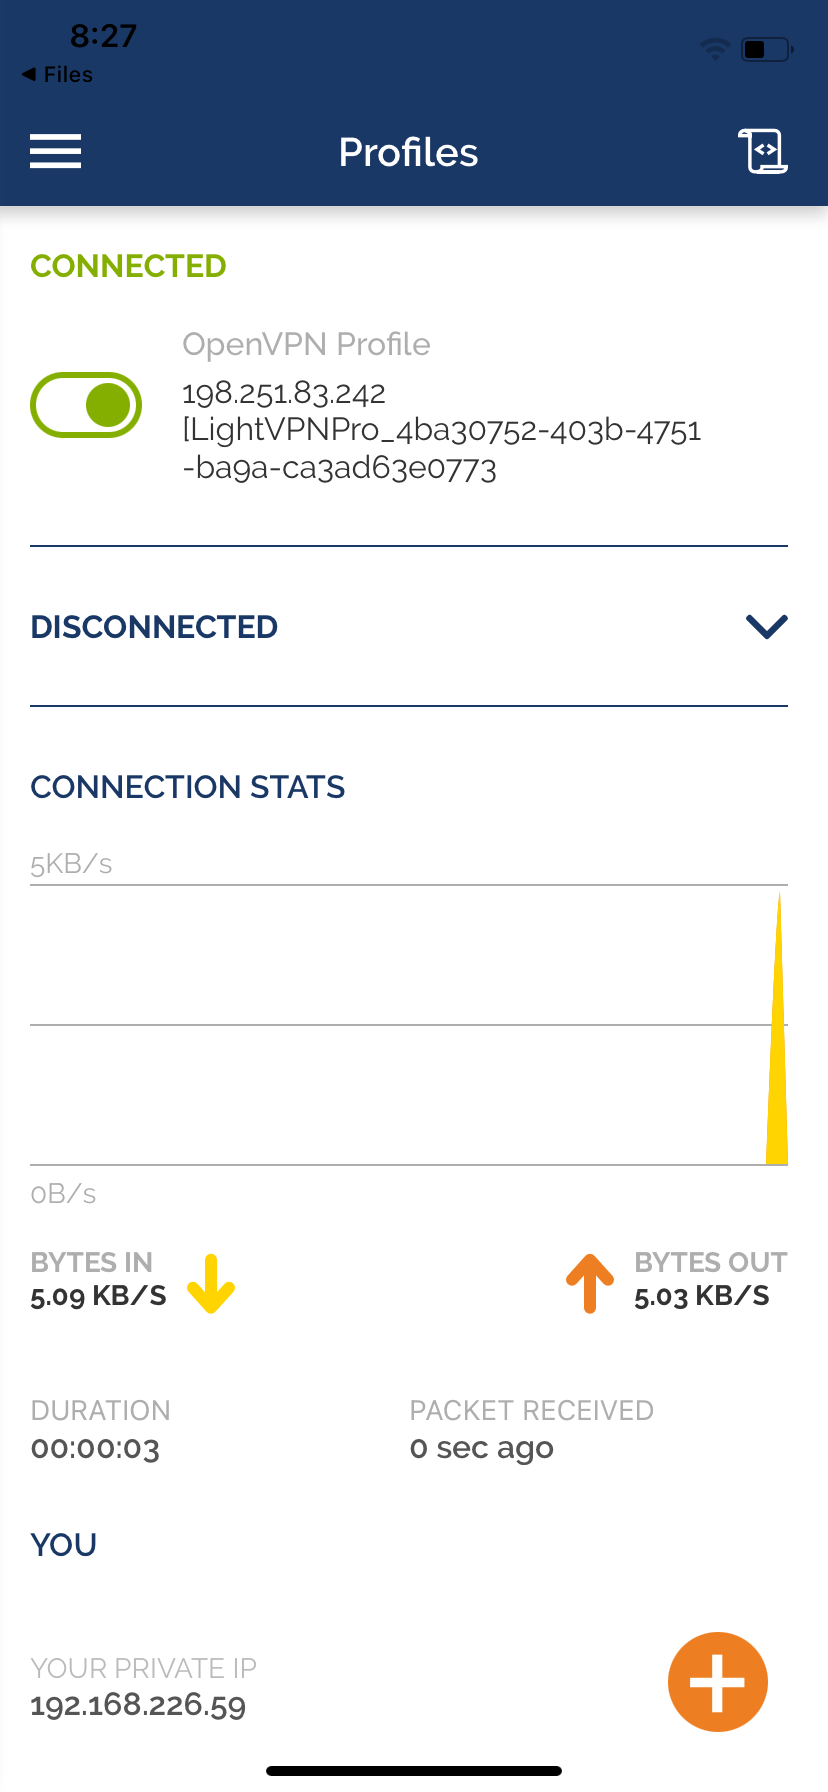 8:27
◀ Files
Profiles
CONNECTED
OpenVPN Profile
198.251.83.242
[LightVPNPro_4ba30752-403b-4751
-ba9a-ca3ad63e0773
DISCONNECTED
CONNECTION STATS
5KB/s
0B/s
BYTES IN
5.09 KB/S
BYTES OUT
5.03 KB/S
DURATION
00:00:03
PACKET RECEIVED
0 sec ago
YOU
YOUR PRIVATE IP
192.168.226.59